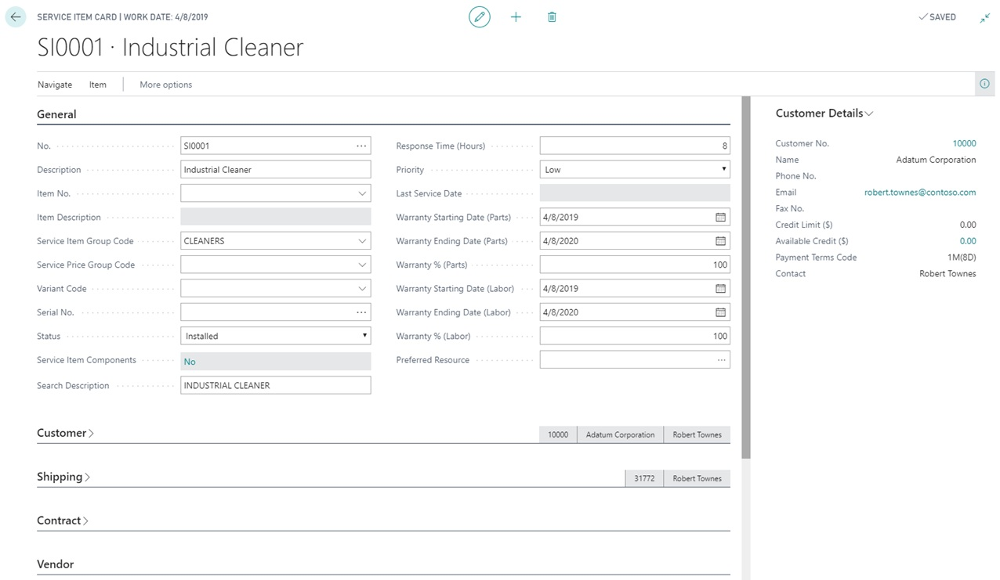 SERVICE ITEM CARD | WORK DATE: 4/8/2019
SAVED
SI0001 · Industrial Cleaner
Navigate Item More options
General
No. SI0001
Description Industrial Cleaner
Item No.
Item Description
Service Item Group Code CLEANERS
Service Price Group Code
Variant Code
Serial No.
Status Installed
Service Item Components No
Search Description INDUSTRIAL CLEANER
Response Time (Hours) 8
Priority Low
Last Service Date
Warranty Starting Date (Parts) 4/8/2019
Warranty Ending Date (Parts) 4/8/2020
Warranty % (Parts) 100
Warranty Starting Date (Labor) 4/8/2019
Warranty Ending Date (Labor) 4/8/2020
Warranty % (Labor) 100
Preferred Resource
Customer 10000 Adatum Corporation Robert Townes
Shipping 31772 Robert Townes
Contract
Vendor
Customer Details
Customer No. 10000
Name Adatum Corporation
Phone No.
Email robert.townes@contoso.com
Fax No.
Credit Limit ($) 0.00
Available Credit ($) 0.00
Payment Terms Code 1M(8D)
Contact Robert Townes